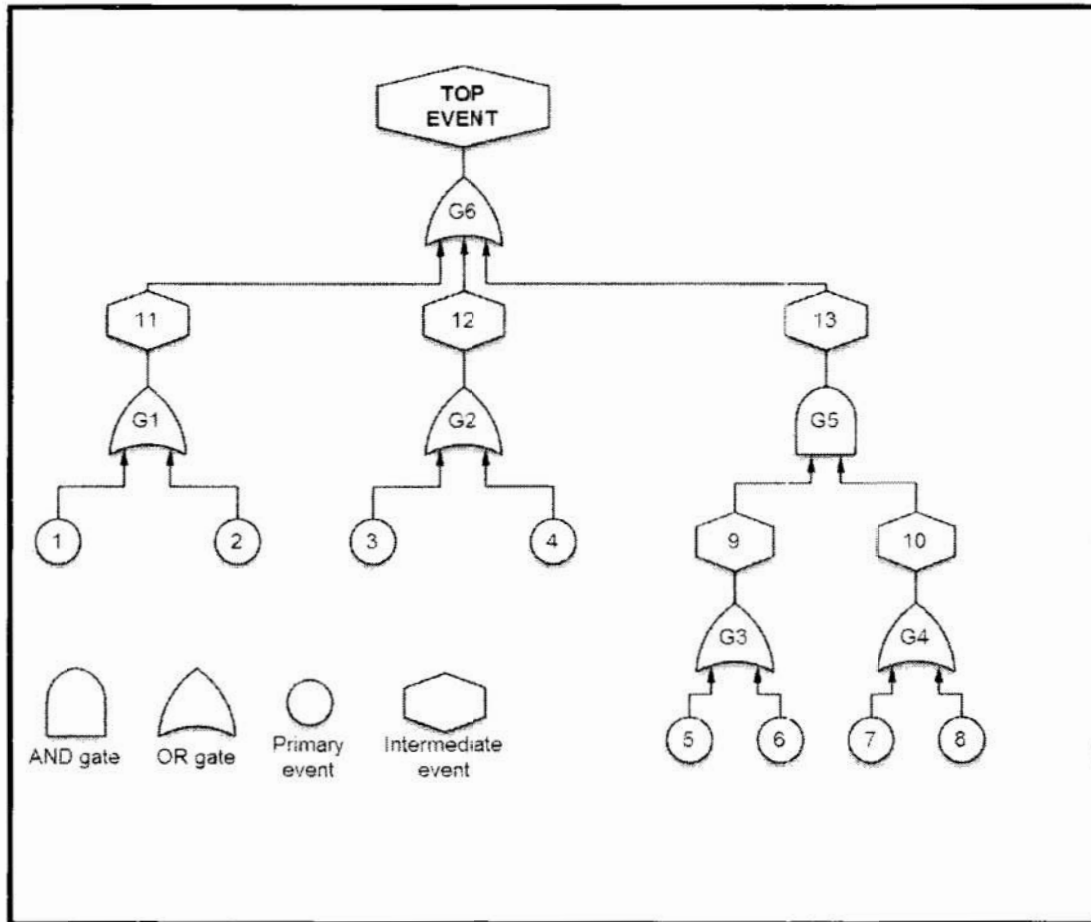 TOP
EVENT
G6
11
12
13
G1
G2
G5
1
2
3
4
9
10
G3
G4
5
6
7
8
AND gate
OR gate
Primary
event
Intermediate
event